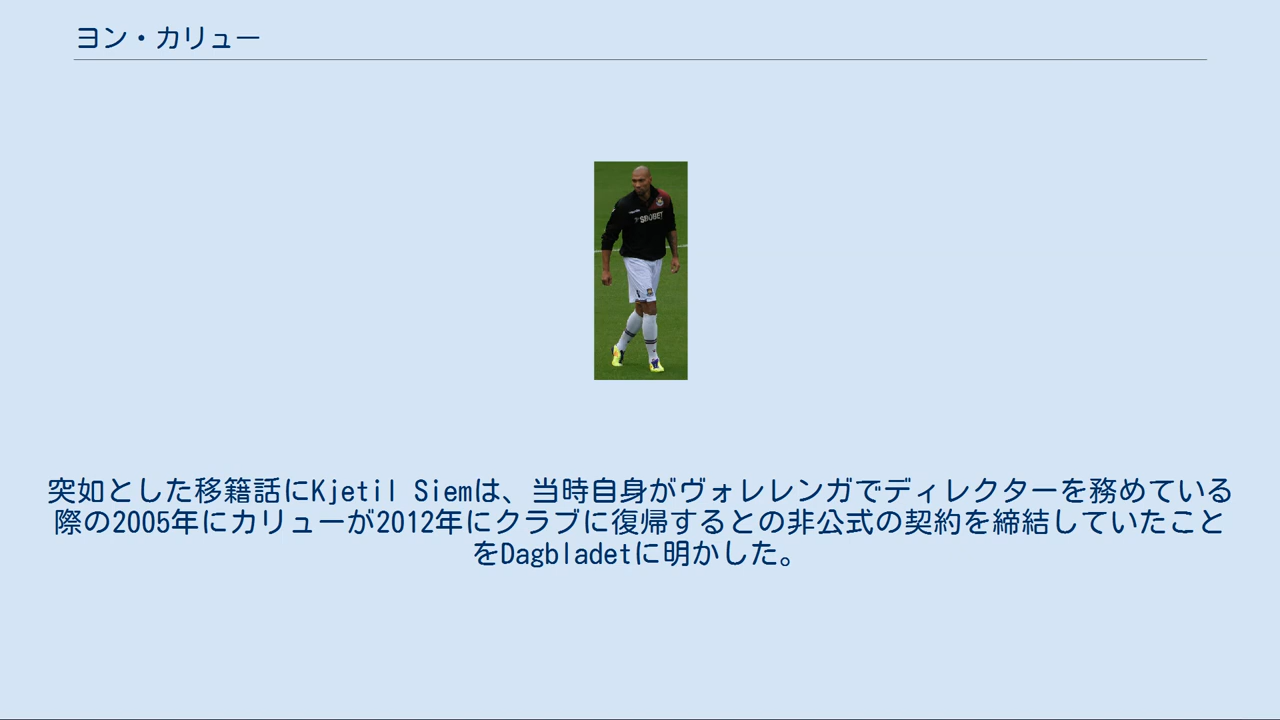 ヨン・カリュー
SBOBET
突如とした移籍話にKjetil Siemは、当時自身がヴォレレンガでディレクターを務めている
際の2005年にカリューが2012年にクラブに復帰するとの非公式の契約を締結していたこと
をDagbladetに明かした。